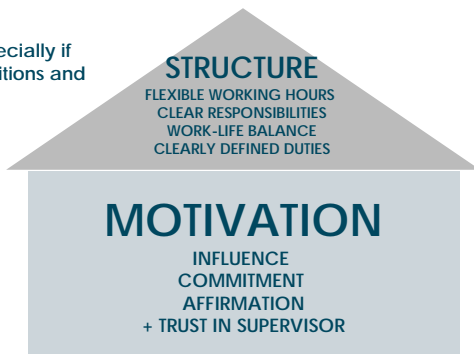 ecially if
itions and
STRUCTURE
FLEXIBLE WORKING HOURS
CLEAR RESPONSIBILITIES
WORK-LIFE BALANCE
CLEARLY DEFINED DUTIES
MOTIVATION
INFLUENCE
COMMITMENT
AFFIRMATION
+ TRUST IN SUPERVISOR